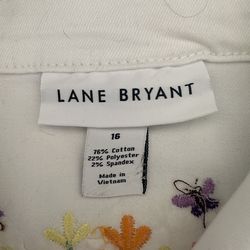 LANE BRYANT
16
76% Cotton
22% Polyester
2% Spandex
Made in
Vietnam